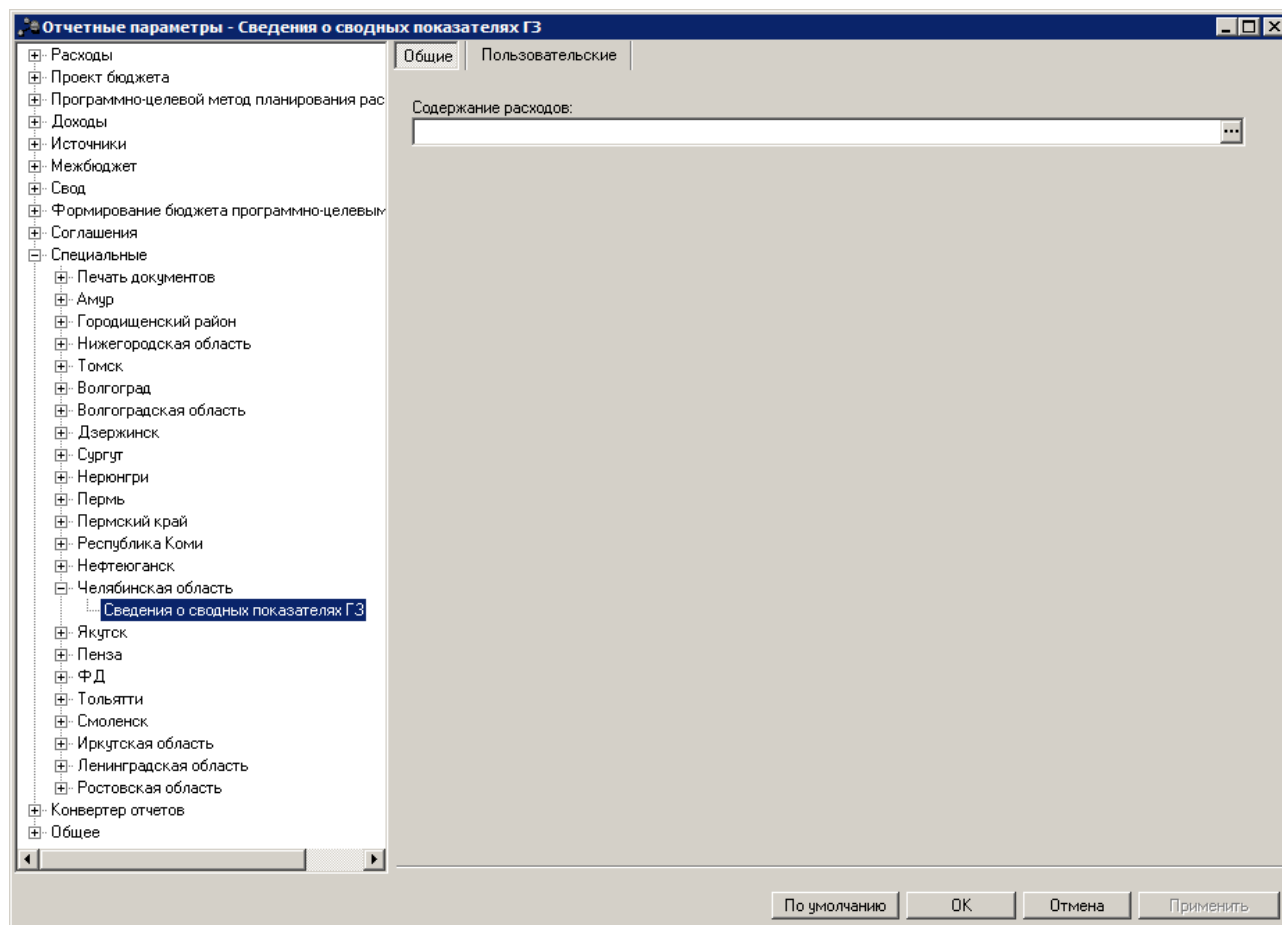 Отчетные параметры - Сведения о сводных показателях ГЗ
Расходы
Проект бюджета
Программно-целевой метод планирования рас
Доходы
Источники
Межбюджет
Свод
Формирование бюджета программно-целевым
Соглашения
Специальные
Печать документов
Амур
Городищенский район
Нижегородская область
Томск
Волгоград
Волгоградская область
Дзержинск
Сургут
Нерюнгри
Пермь
Пермский край
Республика Коми
Нефтеюганск
Челябинская область
Сведения о сводных показателях ГЗ
Якутск
Пенза
ФД
Тольятти
Смоленск
Иркутская область
Ленинградская область
Ростовская область
Конвертер отчетов
Общее
Общие Пользовательские
Содержание расходов:
...
По умолчанию OK Отмена Применить